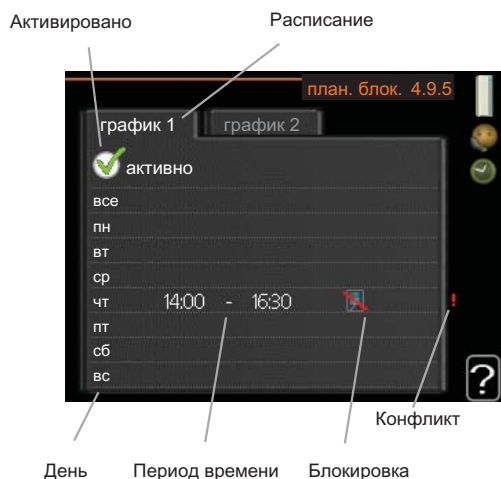 Активировано Расписание
план. блок. 4.9.5
график 1 график 2
активно
все
пн
вт
ср
чт 14:00 - 16:30 !
пт
сб
вс
?
Конфликт
День Период времени Блокировка